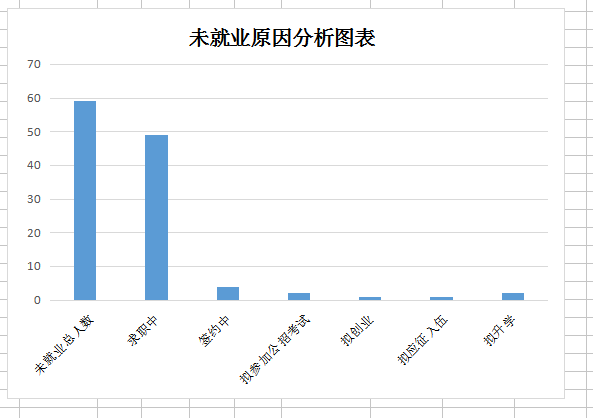 未就业原因分析图表
70
60
50
40
30
20
10
0
未就业总人数
求职中
签约中
拟参加公招考试
拟创业
拟应征入伍
拟升学